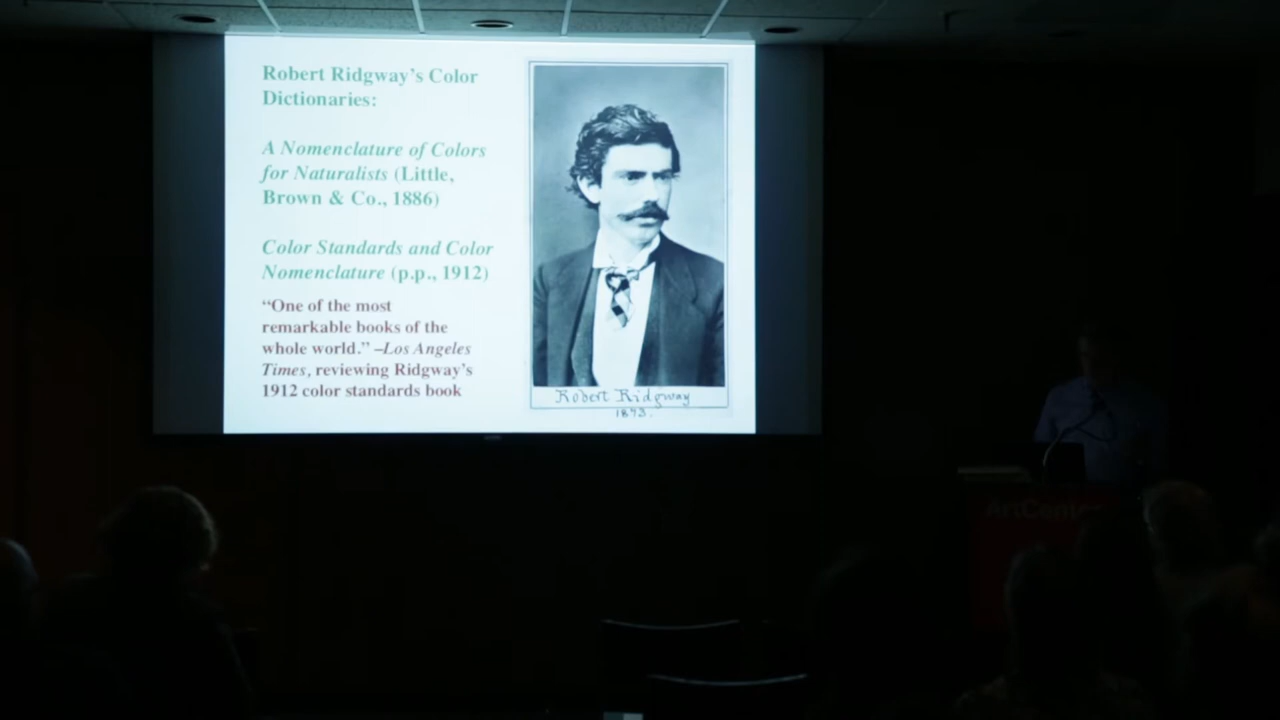 Robert Ridgway's Color
Dictionaries:
A Nomenclature of Colors
for Naturalists (Little,
Brown & Co., 1886)
Color Standards and Color
Nomenclature (p.p., 1912)
“One of the most
remarkable books of the
whole world.” –Los Angeles
Times, reviewing Ridgway's
1912 color standards book
Robert Ridgway
1873.
ArtCenter